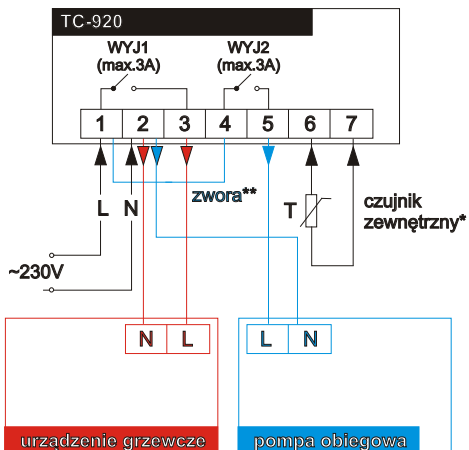 TC-920
WYJ1 WYJ2
(max.3A) (max.3A)
1 2 3 4 5 6 7
zwora**
L N T czujnik
zewnętrzny*
~230V
N L L N
urządzenie grzewcze pompa obiegowa